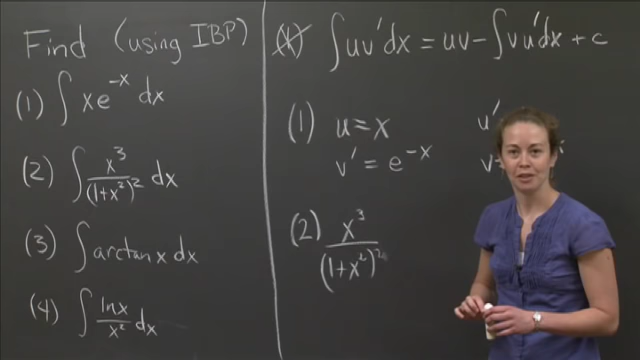 Find (using IBP)
(1) ∫ xe^{-x} dx
(2) ∫ x^3/(1+x^2)^2 dx
(3) ∫ arctan x dx
(4) ∫ ln x/x^2 dx
(*) ∫ uv' dx = uv - ∫ vu' dx + c
(1) u = x u'
v' = e^{-x} v=
(2) x^3/(1+x^2)^2